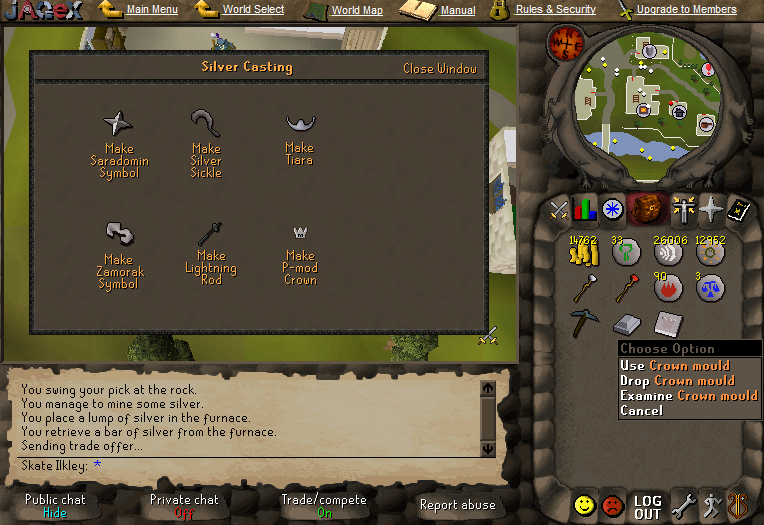 JAGEX
Main Menu
World Select
World Map
Manual
Rules & Security
Upgrade to Members
Silver Casting
Close Window
Make
Saradomin
Symbol
Make
Silver
Sickle
Make
Tiara
Make
Zamorak
Symbol
Make
Lightning
Rod
Make
P-mod
Crown
14762
33
26006
12952
90
3
Choose Option
Use Crown mould
Drop Crown mould
Examine Crown mould
Cancel
You swing your pick at the rock.
You manage to mine some silver.
You place a lump of silver in the furnace.
You retrieve a bar of silver from the furnace.
Sending trade offer...
Skate Ilkley: *
Public chat
Hide
Private chat
Off
Trade/compete
On
Report abuse
LOG
OUT